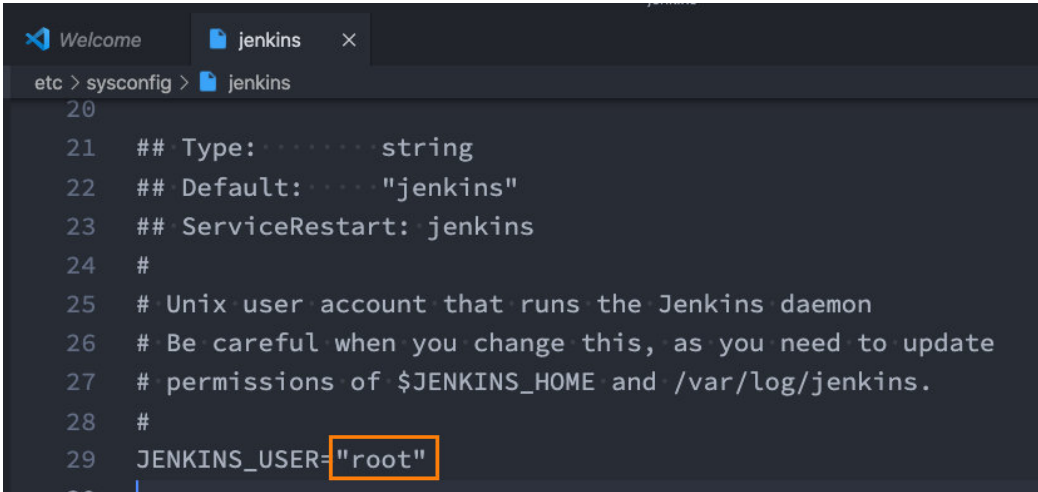 Welcome jenkins ×
etc > sysconfig > jenkins
20
21 ## Type: ········string
22 ## Default: ·····"jenkins"
23 ## ServiceRestart: jenkins
24 #
25 # Unix user account that runs the Jenkins daemon
26 # Be careful when you change this, as you need to update
27 # permissions of $JENKINS_HOME and /var/log/jenkins.
28 #
29 JENKINS_USER="root"